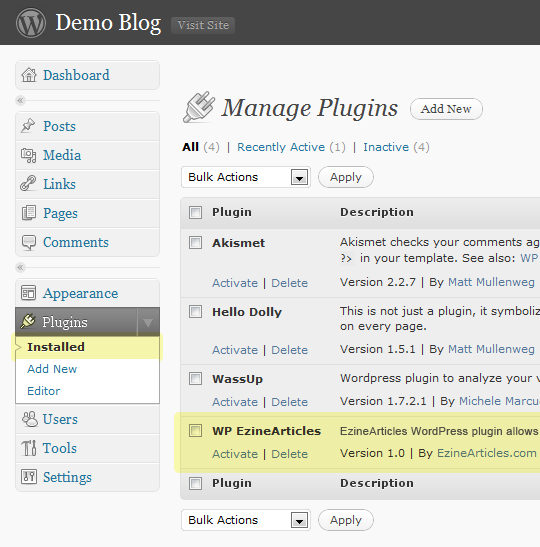 Demo Blog Visit Site
Dashboard
Posts
Media
Links
Pages
Comments
Appearance
Plugins
Installed
Add New
Editor
Users
Tools
Settings
Manage Plugins Add New
All (4) | Recently Active (1) | Inactive (4)
Bulk Actions Apply
Plugin Description
Akismet Akismet checks your comments ag
?> in your template. See also: WP
Activate | Delete Version 2.2.7 | By Matt Mullenweg
Hello Dolly This is not just a plugin, it symboliz
on every page.
Activate | Delete Version 1.5.1 | By Matt Mullenweg
WassUp Wordpress plugin to analyze your v
Activate | Delete Version 1.7.2.1 | By Michele Marcu
WP EzineArticles EzineArticles WordPress plugin allows
Activate | Delete Version 1.0 | By EzineArticles.com
Plugin Description
Bulk Actions Apply